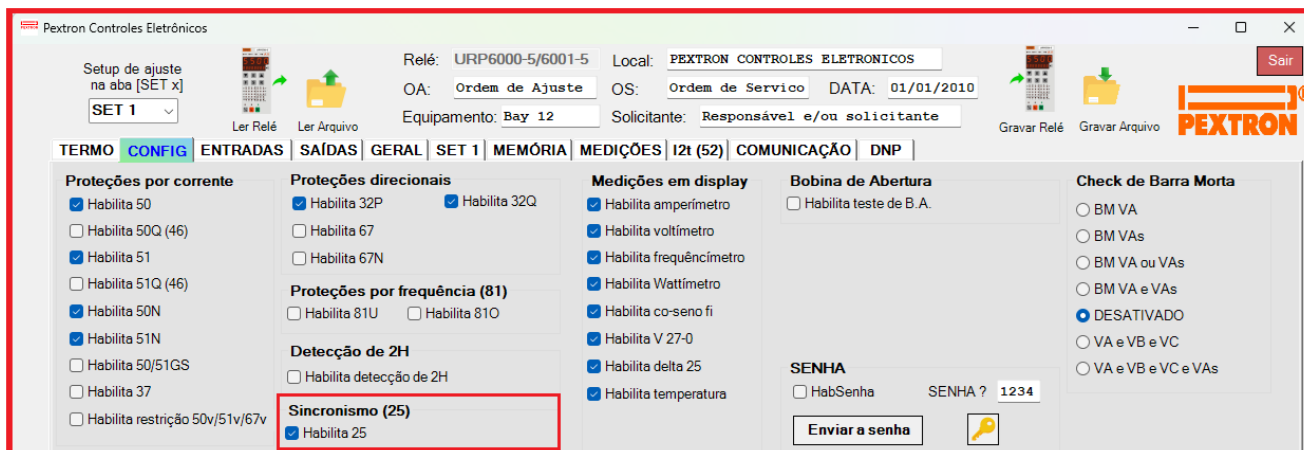 PEXTRON Pextron Controles Eletrônicos
Setup de ajuste
na aba [SET x]
SET 1
Ler Relé
Ler Arquivo
Relé: URP6000-5/6001-5 Local: PEXTRON CONTROLES ELETRONICOS
OA: Ordem de Ajuste OS: Ordem de Servico DATA: 01/01/2010
Equipamento: Bay 12 Solicitante: Responsável e/ou solicitante
Gravar Relé
Gravar Arquivo
Sair
PEXTRON
TERMO CONFIG ENTRADAS SAÍDAS GERAL SET 1 MEMÓRIA MEDIÇÕES I2t (52) COMUNICAÇÃO DNP
Proteções por corrente
Habilita 50
Habilita 50Q (46)
Habilita 51
Habilita 51Q (46)
Habilita 50N
Habilita 51N
Habilita 50/51GS
Habilita 37
Habilita restrição 50v/51v/67v
Proteções direcionais
Habilita 32P Habilita 32Q
Habilita 67
Habilita 67N
Proteções por frequência (81)
Habilita 81U Habilita 81O
Detecção de 2H
Habilita detecção de 2H
Sincronismo (25)
Habilita 25
Medições em display
Habilita amperímetro
Habilita voltímetro
Habilita frequêncímetro
Habilita Wattímetro
Habilita co-seno fi
Habilita V 27-0
Habilita delta 25
Habilita temperatura
Bobina de Abertura
Habilita teste de B.A.
SENHA
HabSenha SENHA ? 1234
Enviar a senha
Check de Barra Morta
BM VA
BM VAs
BM VA ou VAs
BM VA e VAs
DESATIVADO
VA e VB e VC
VA e VB e VC e VAs